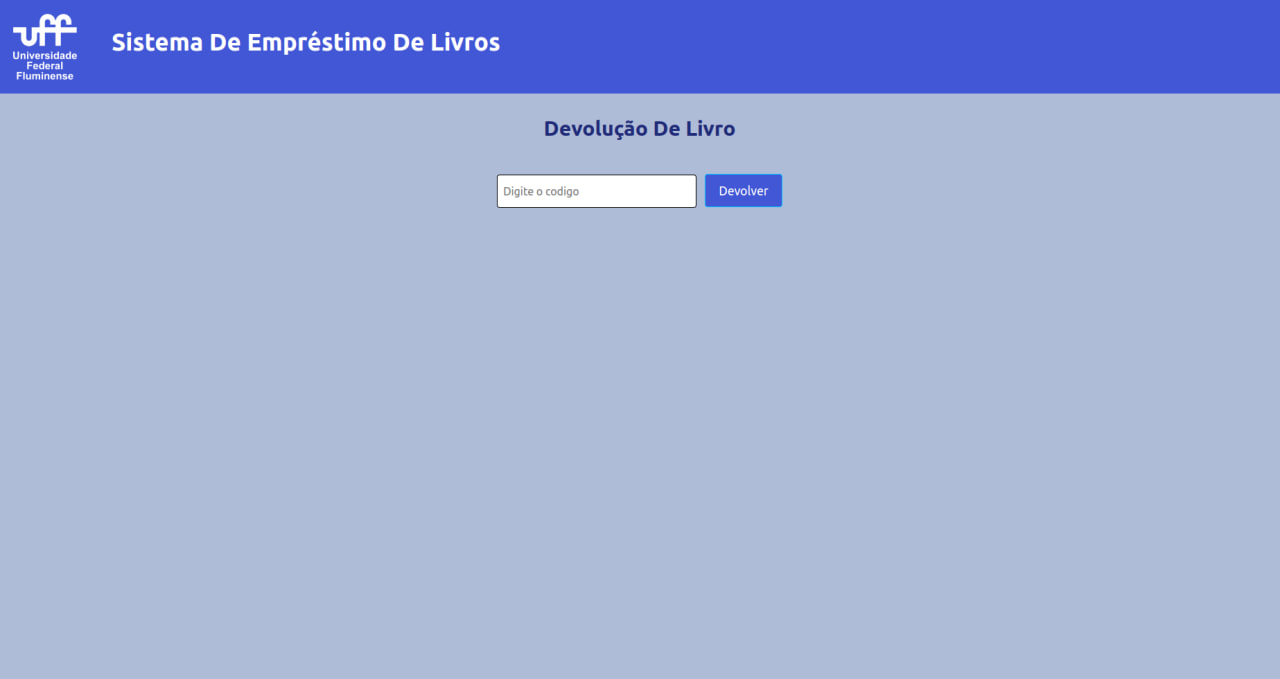 uff
Universidade
Federal
Fluminense
Sistema De Empréstimo De Livros
Devolução De Livro
Digite o codigo
Devolver